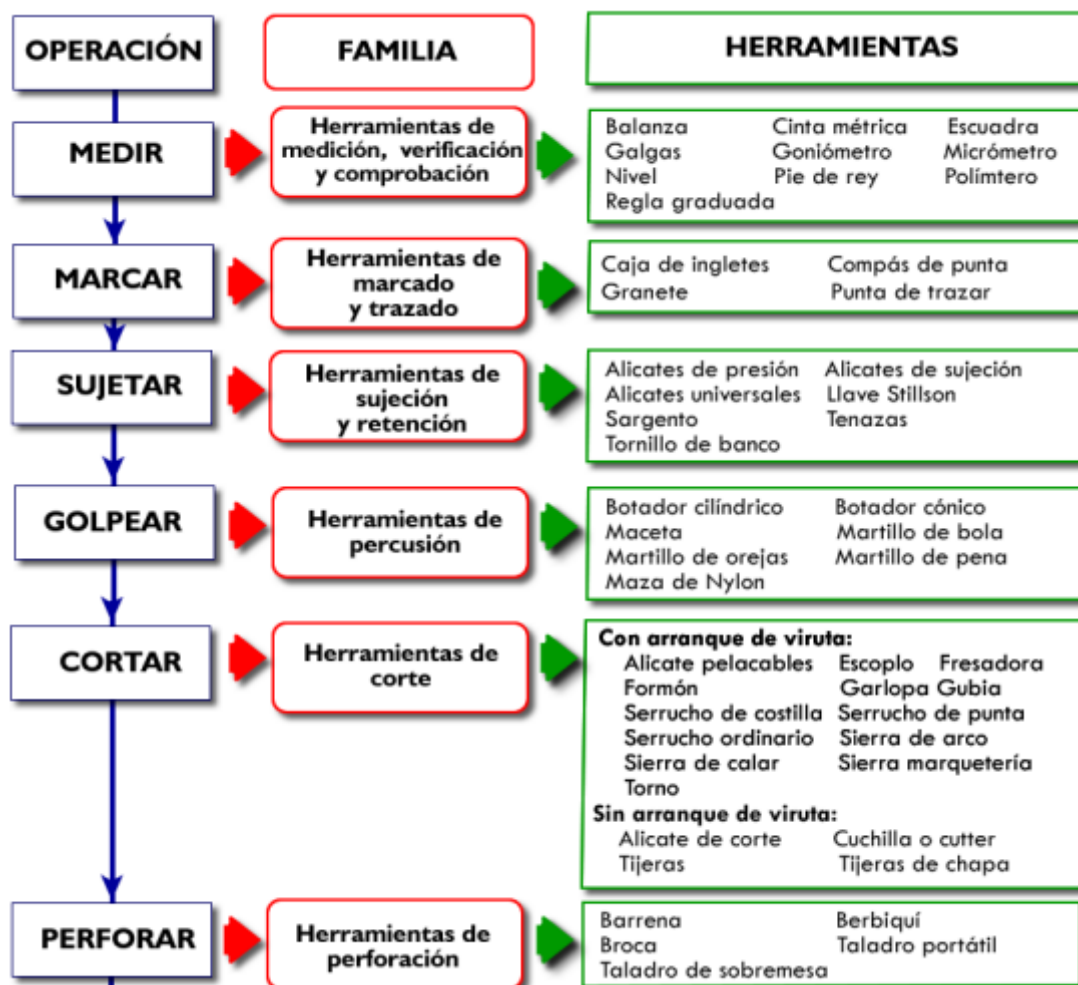 OPERACIÓN
FAMILIA
HERRAMIENTAS
MEDIR
Herramientas de
medición, verificación
y comprobación
Balanza Cinta métrica Escuadra
Galgas Goniómetro Micrómetro
Nivel Pie de rey Polímtero
Regla graduada
MARCAR
Herramientas de
marcado
y trazado
Caja de ingletes Compás de punta
Granete Punta de trazar
SUJETAR
Herramientas de
sujeción
y retención
Alicates de presión Alicates de sujeción
Alicates universales Llave Stillson
Sargento Tenazas
Tornillo de banco
GOLPEAR
Herramientas de
percusión
Botador cilíndrico Botador cónico
Maceta Martillo de bola
Martillo de orejas Martillo de pena
Maza de Nylon
CORTAR
Herramientas de
corte
Con arranque de viruta:
Alicate pelacables Escoplo Fresadora
Formón Garlopa Gubia
Serrucho de costilla Serrucho de punta
Serrucho ordinario Sierra de arco
Sierra de calar Sierra marquetería
Torno
Sin arranque de viruta:
Alicate de corte Cuchilla o cutter
Tijeras Tijeras de chapa
PERFORAR
Herramientas de
perforación
Barrena Berbiquí
Broca Taladro portátil
Taladro de sobremesa